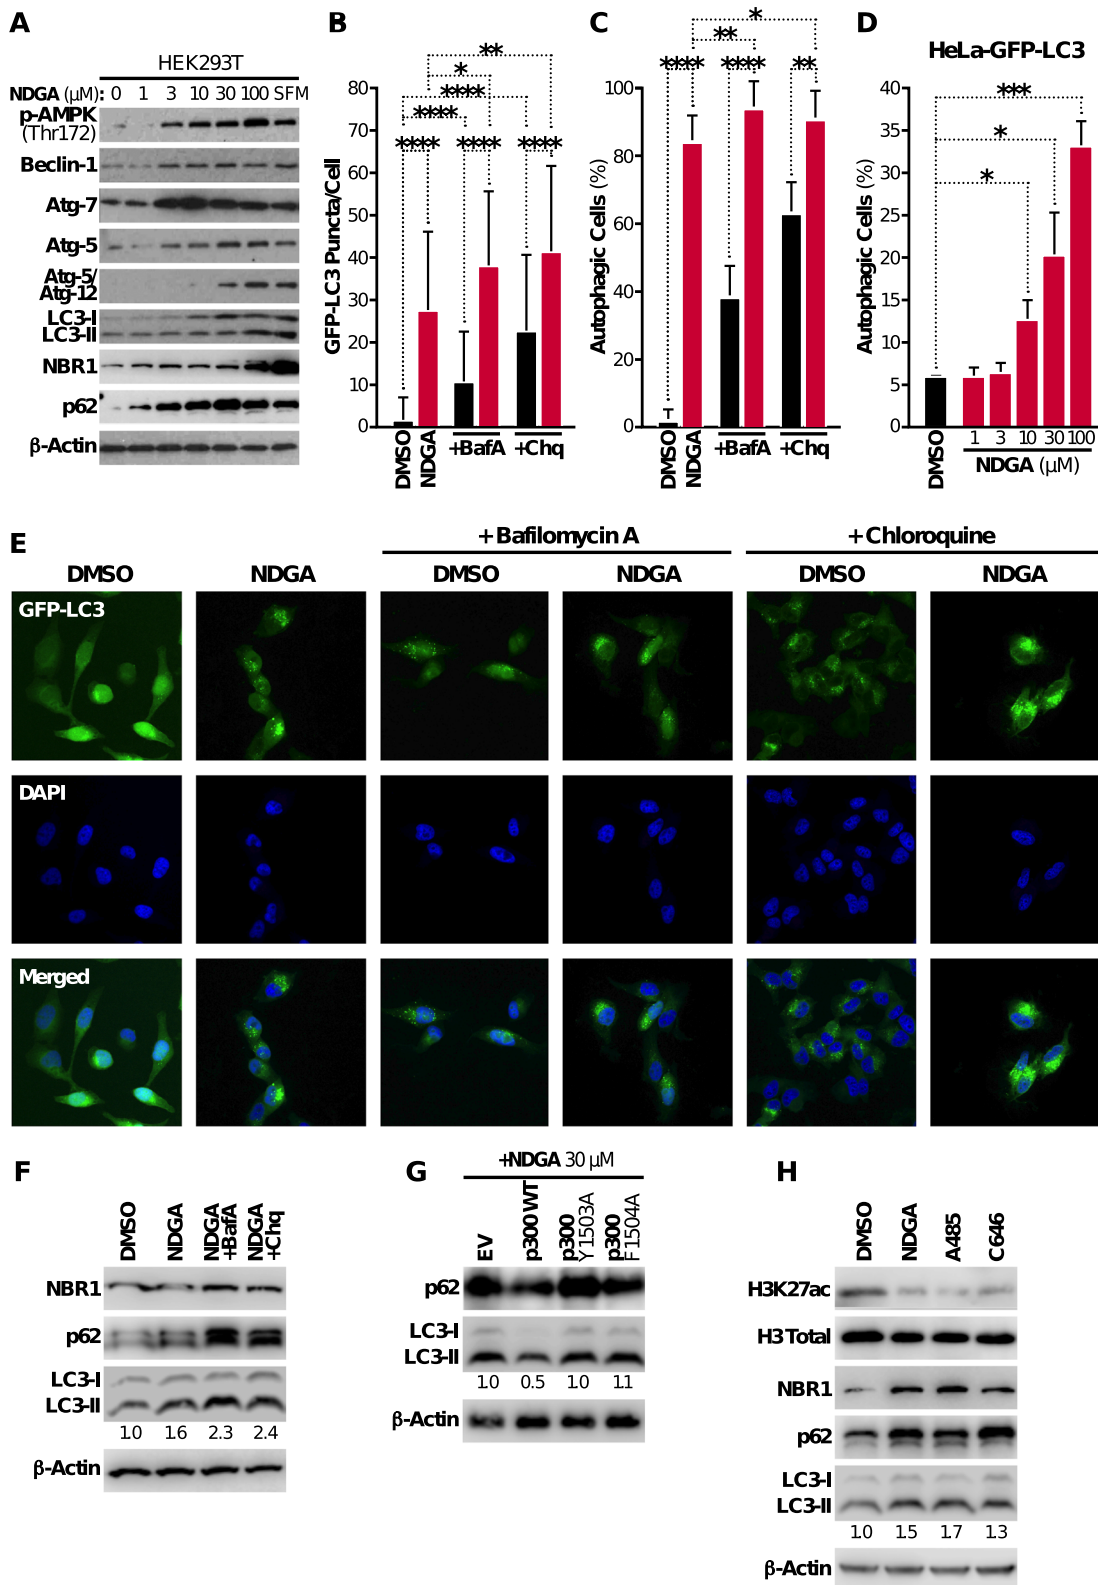 A
HEK293T
NDGA (µM): 0 1 3 10 30 100 SFM
p-AMPK
(Thr172)
Beclin-1
Atg-7
Atg-5
Atg-5/
Atg-12
LC3-I
LC3-II
NBR1
p62
β-Actin
B
GFP-LC3 Puncta/Cell
80
70
60
50
40
30
20
10
0
**
*
****
****
**** **** ****
DMSO
NDGA
+BafA
+Chq
C
Autophagic Cells (%)
100
80
60
40
20
0
*
**
**** **** **
DMSO
NDGA
+BafA
+Chq
D
HeLa-GFP-LC3
Autophagic Cells (%)
40
35
30
25
20
15
10
5
0
***
*
*
DMSO
1 3 10 30 100
NDGA (µM)
E
+ Bafilomycin A
+ Chloroquine
DMSO NDGA DMSO NDGA DMSO NDGA
GFP-LC3
DAPI
Merged
F
DMSO
NDGA
NDGA
+BafA
NDGA
+Chq
NBR1
p62
LC3-I
LC3-II
1.0 1.6 2.3 2.4
β-Actin
G
+NDGA 30 µM
EV
p300 WT
p300
Y1503A
p300
F1504A
p62
LC3-I
LC3-II
1.0 0.5 1.0 1.1
β-Actin
H
DMSO
NDGA
A485
C646
H3K27ac
H3 Total
NBR1
p62
LC3-I
LC3-II
1.0 1.5 1.7 1.3
β-Actin